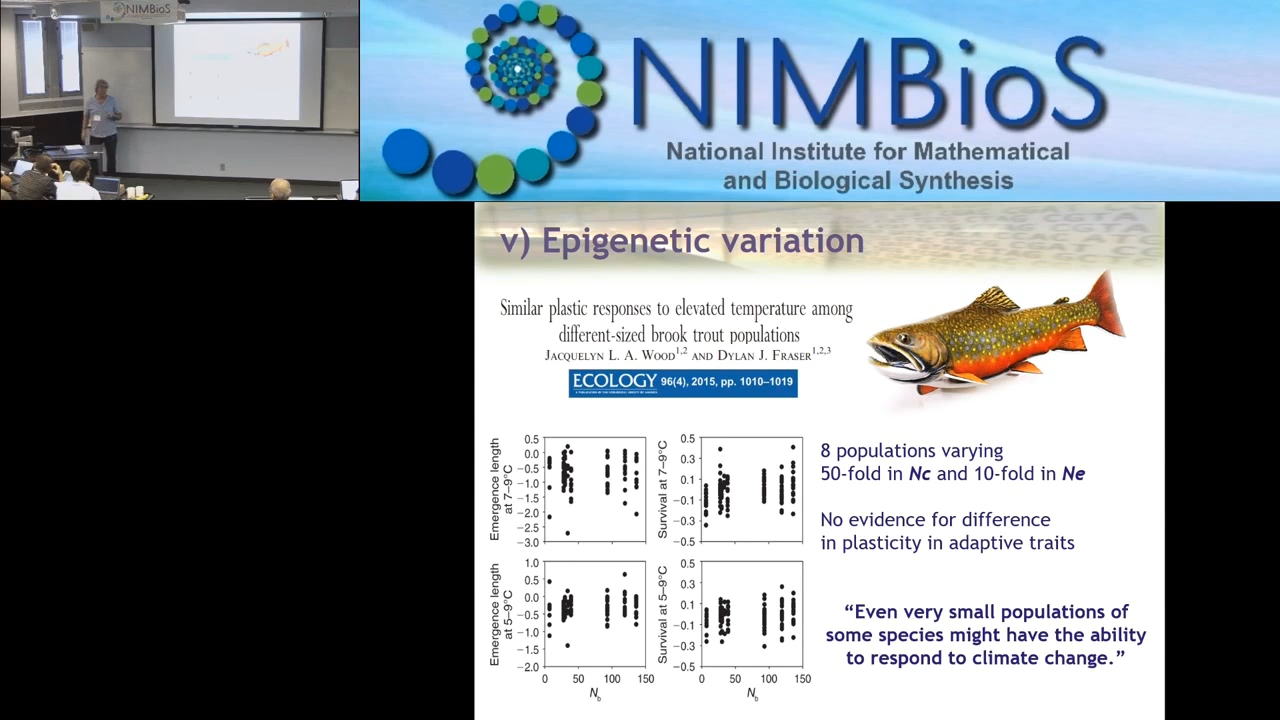 NIMBioS
NIMBioS
National Institute for Mathematical
and Biological Synthesis
v) Epigenetic variation
Similar plastic responses to elevated temperature among
different-sized brook trout populations
JACQUELYN L. A. WOOD1,2 AND DYLAN J. FRASER1,2,3
ECOLOGY 96(4), 2015, pp. 1010–1019
8 populations varying
50-fold in Nc and 10-fold in Ne
No evidence for difference
in plasticity in adaptive traits
“Even very small populations of
some species might have the ability
to respond to climate change.”
Emergence length
at 7–9°C
0.5
0.0
−0.5
−1.0
−1.5
−2.0
−2.5
−3.0
Survival at 7–9°C
0.5
0.3
0.1
−0.1
−0.3
−0.5
Emergence length
at 5–9°C
1.0
0.5
0.0
−0.5
−1.0
−1.5
−2.0
0 50 100 150
Nb
Survival at 5–9°C
0.5
0.3
0.1
−0.1
−0.3
−0.5
0 50 100 150
Nb